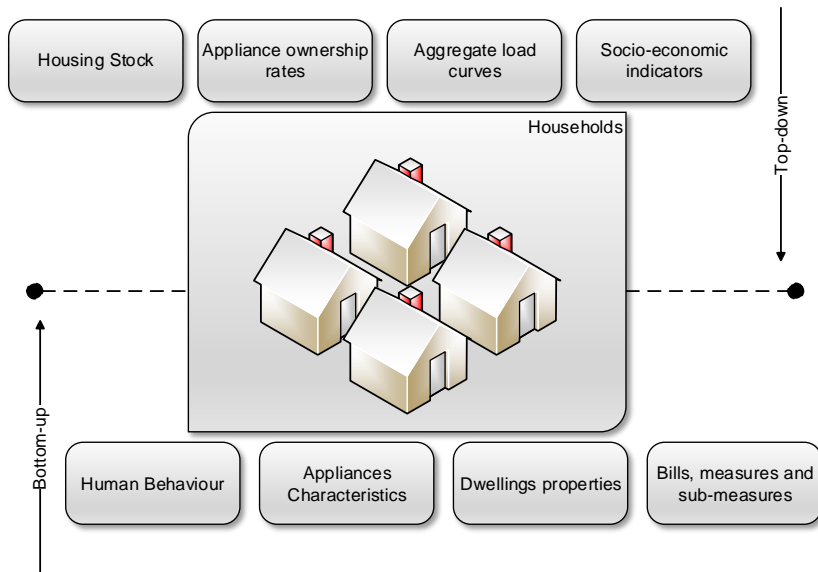 Housing Stock
Appliance ownership
rates
Aggregate load
curves
Socio-economic
indicators
Households
Top-down
Bottom-up
Human Behaviour
Appliances
Characteristics
Dwellings properties
Bills, measures and
sub-measures